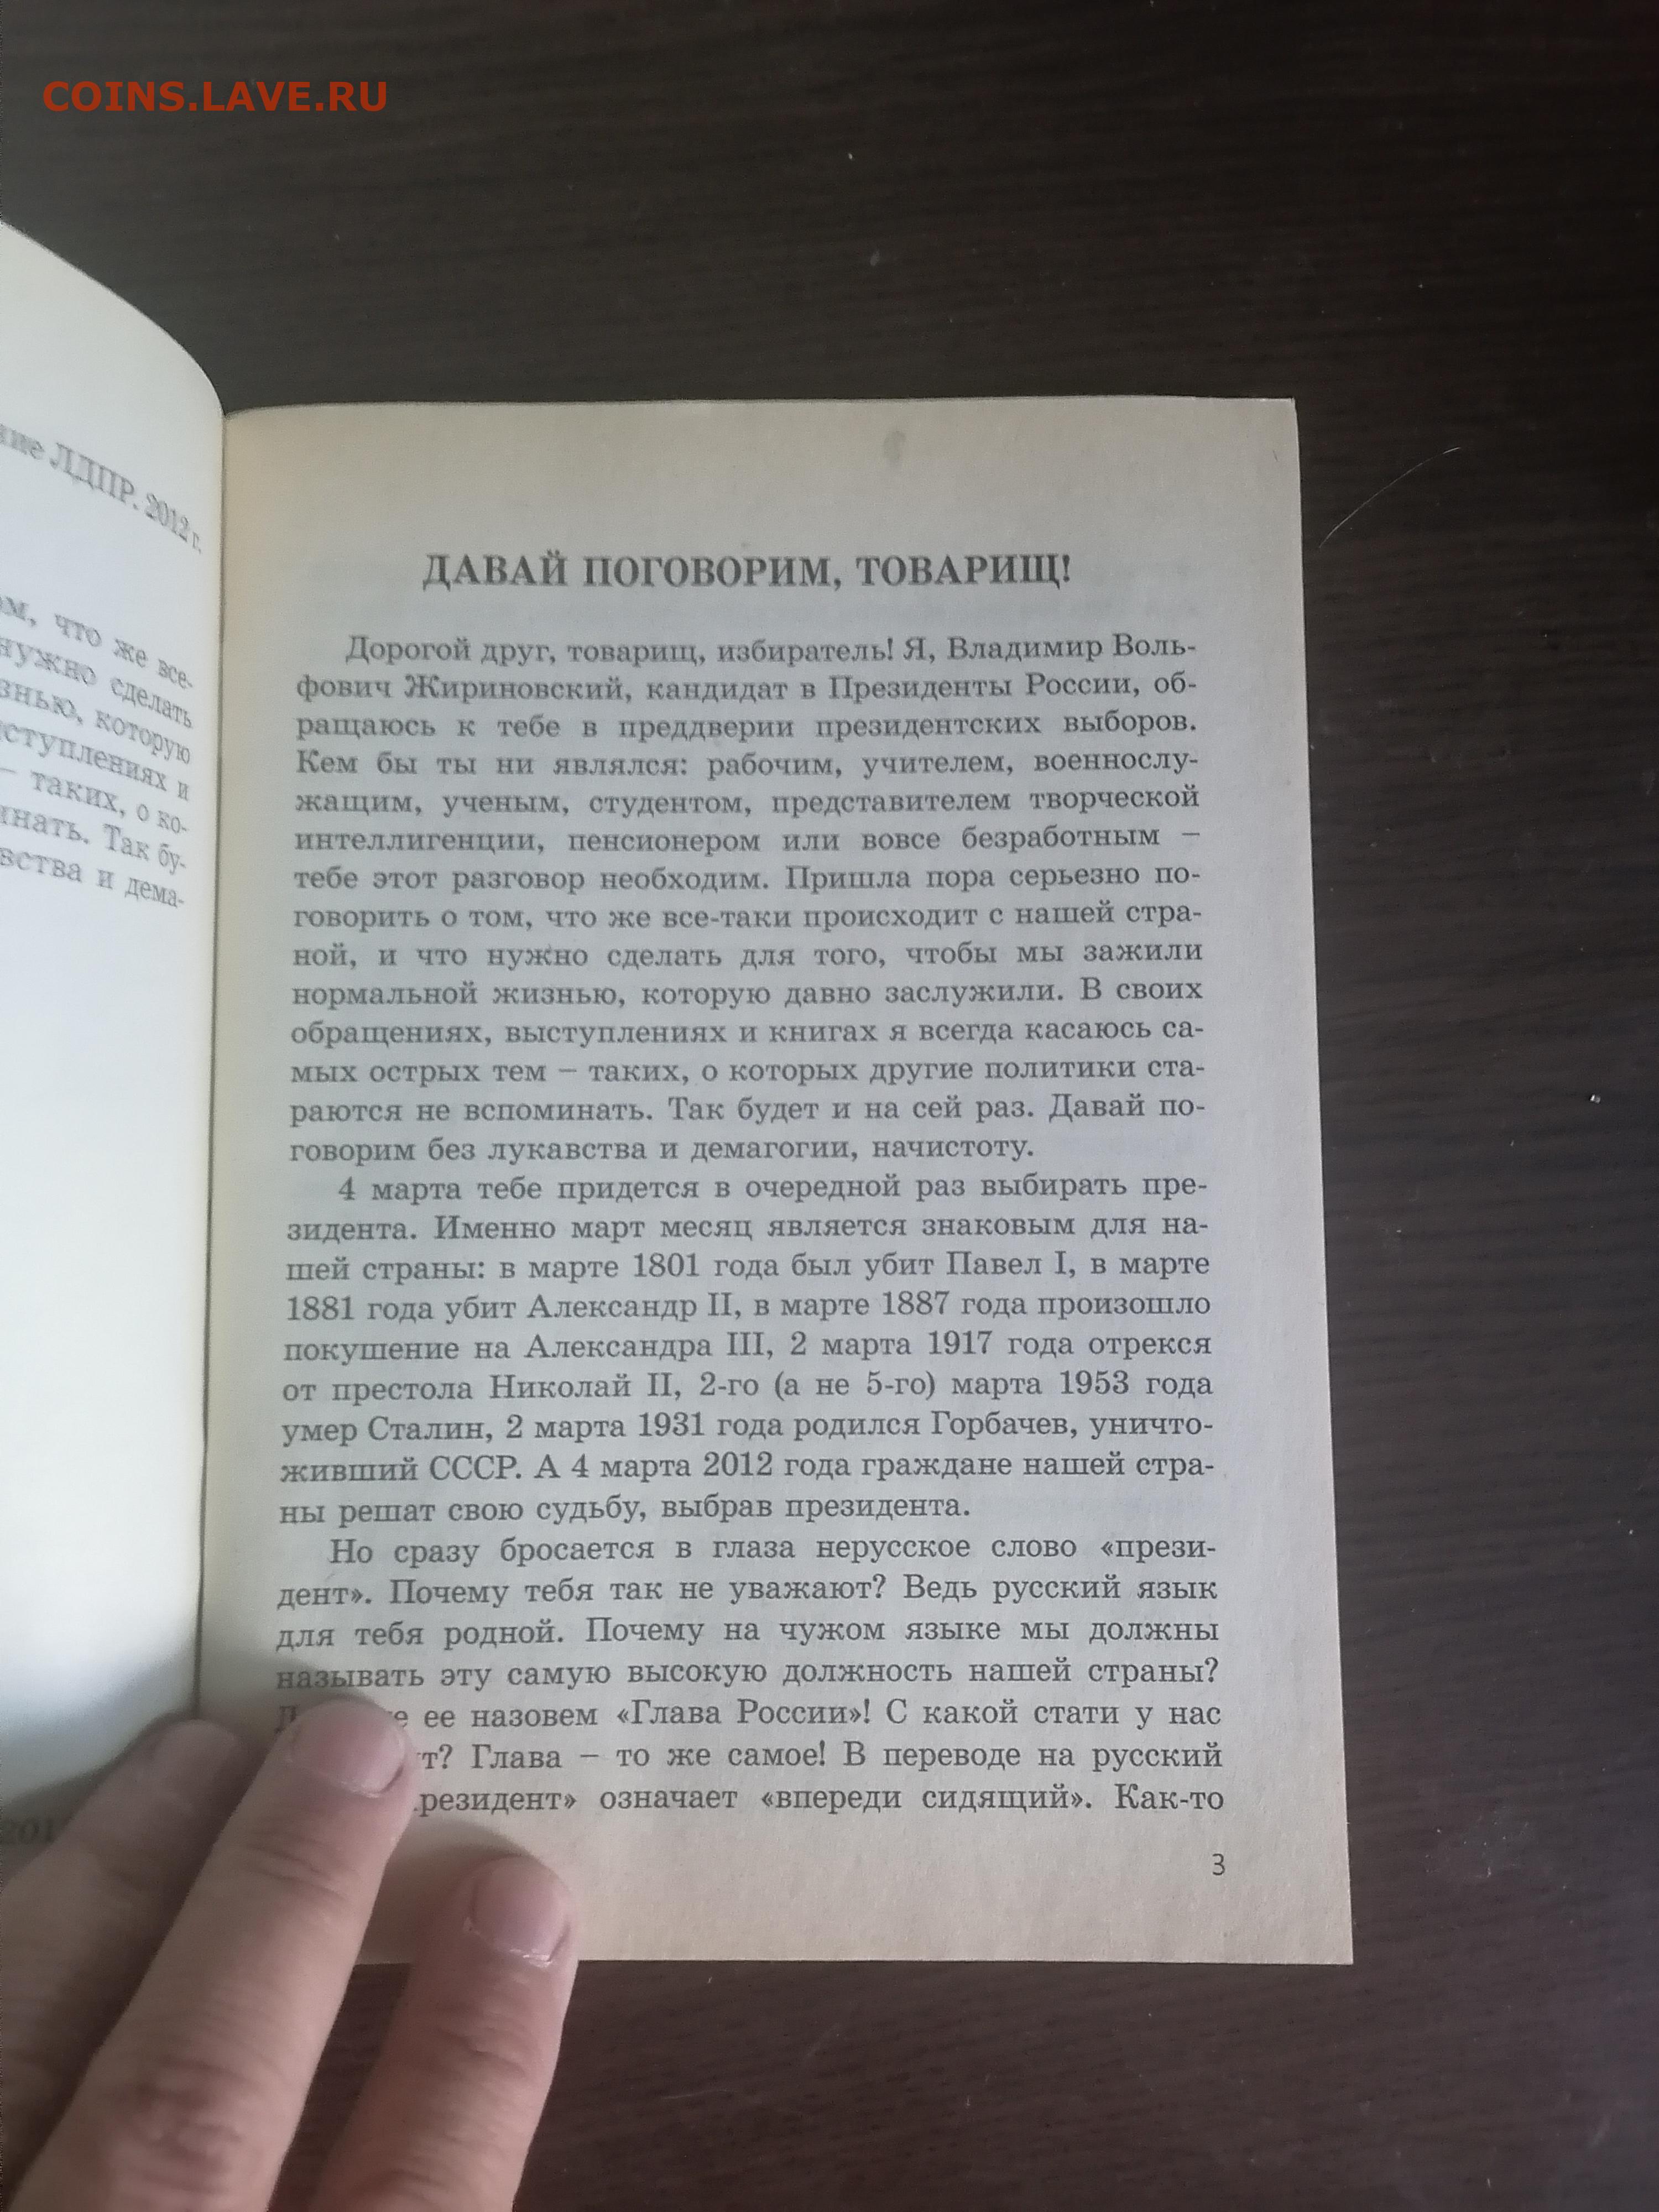 COINS.LAVE.RU
ЛДПР. 2012 г.
что же все-
нужно сделать
которую
и
– таких, о ко-
Так бу-
и дема-
ДАВАЙ ПОГОВОРИМ, ТОВАРИЩ!
Дорогой друг, товарищ, избиратель! Я, Владимир Воль-
фович Жириновский, кандидат в Президенты России, об-
ращаюсь к тебе в преддверии президентских выборов.
Кем бы ты ни являлся: рабочим, учителем, военнослу-
жащим, ученым, студентом, представителем творческой
интеллигенции, пенсионером или вовсе безработным –
тебе этот разговор необходим. Пришла пора серьезно по-
говорить о том, что же все-таки происходит с нашей стра-
ной, и что нужно сделать для того, чтобы мы зажили
нормальной жизнью, которую давно заслужили. В своих
обращениях, выступлениях и книгах я всегда касаюсь са-
мых острых тем – таких, о которых другие политики ста-
раются не вспоминать. Так будет и на сей раз. Давай по-
говорим без лукавства и демагогии, начистоту.
4 марта тебе придется в очередной раз выбирать пре-
зидента. Именно март месяц является знаковым для на-
шей страны: в марте 1801 года был убит Павел I, в марте
1881 года убит Александр II, в марте 1887 года произошло
покушение на Александра III, 2 марта 1917 года отрекся
от престола Николай II, 2-го (а не 5-го) марта 1953 года
умер Сталин, 2 марта 1931 года родился Горбачев, уничто-
живший СССР. А 4 марта 2012 года граждане нашей стра-
ны решат свою судьбу, выбрав президента.
Но сразу бросается в глаза нерусское слово «прези-
дент». Почему тебя так не уважают? Ведь русский язык
для тебя родной. Почему на чужом языке мы должны
называть эту самую высокую должность нашей страны?
ее назовем «Глава России»! С какой стати у нас
Глава – то же самое! В переводе на русский
означает «впереди сидящий». Как-то
3